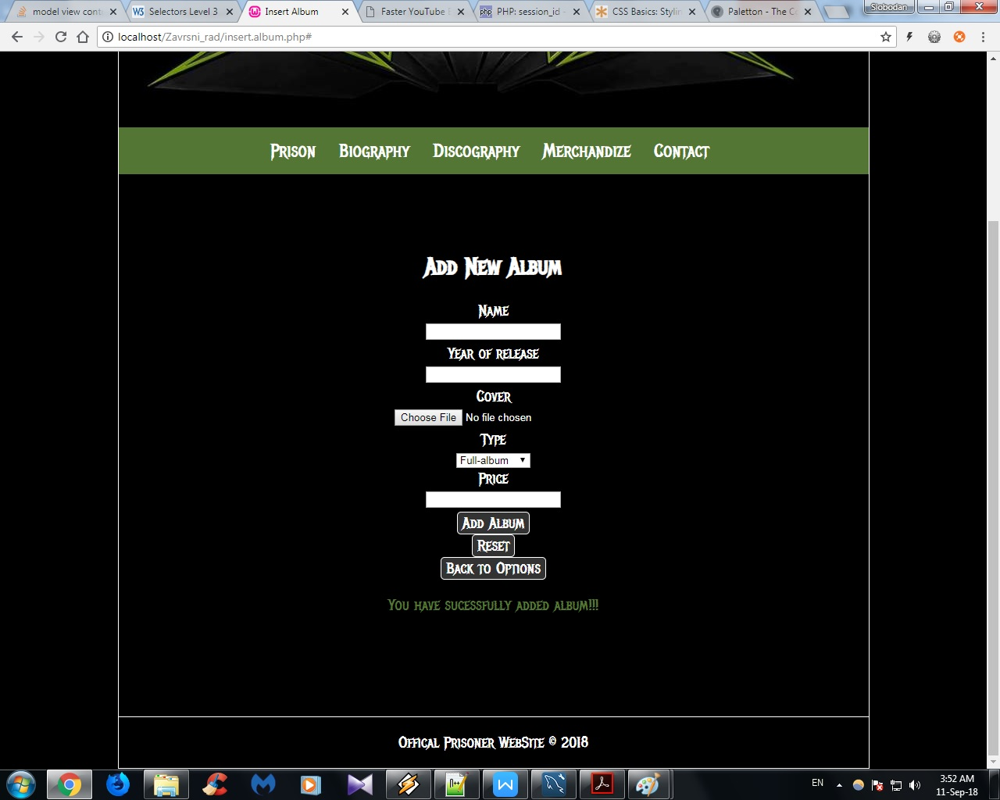 model view cont
Selectors Level 3
Insert Album
Faster YouTube
PHP: session_id -
CSS Basics: Stylin
Paletton - The Co
Slobodan
localhost/Zavrsni_rad/insert.album.php#
Prison Biography Discography Merchandize Contact
Add New Album
Name
Year of release
Cover
Choose File No file chosen
Type
Full-album
Price
Add Album
Reset
Back to Options
You have sucessfully added album!!!
Offical Prisoner WebSite © 2018
EN
3:52 AM
11-Sep-18